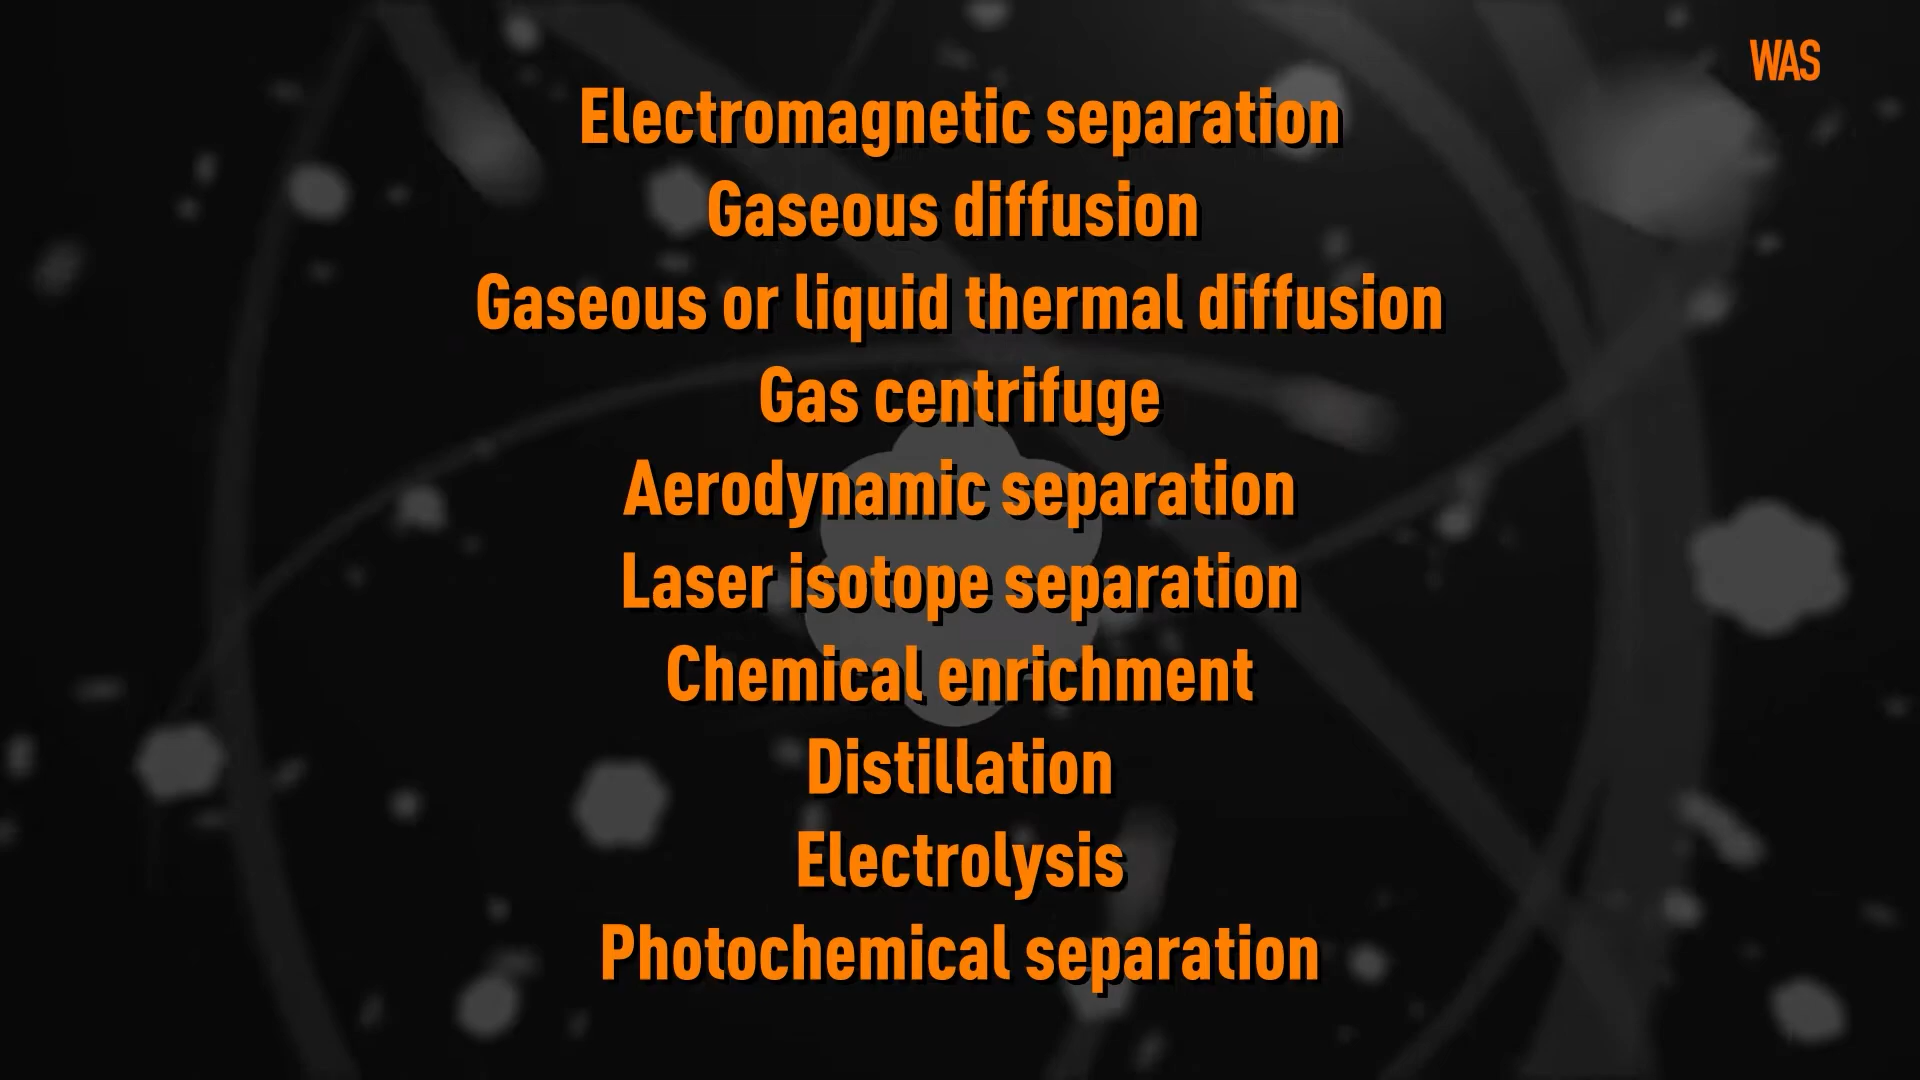 WAS
Electromagnetic separation
Gaseous diffusion
Gaseous or liquid thermal diffusion
Gas centrifuge
Aerodynamic separation
Laser isotope separation
Chemical enrichment
Distillation
Electrolysis
Photochemical separation